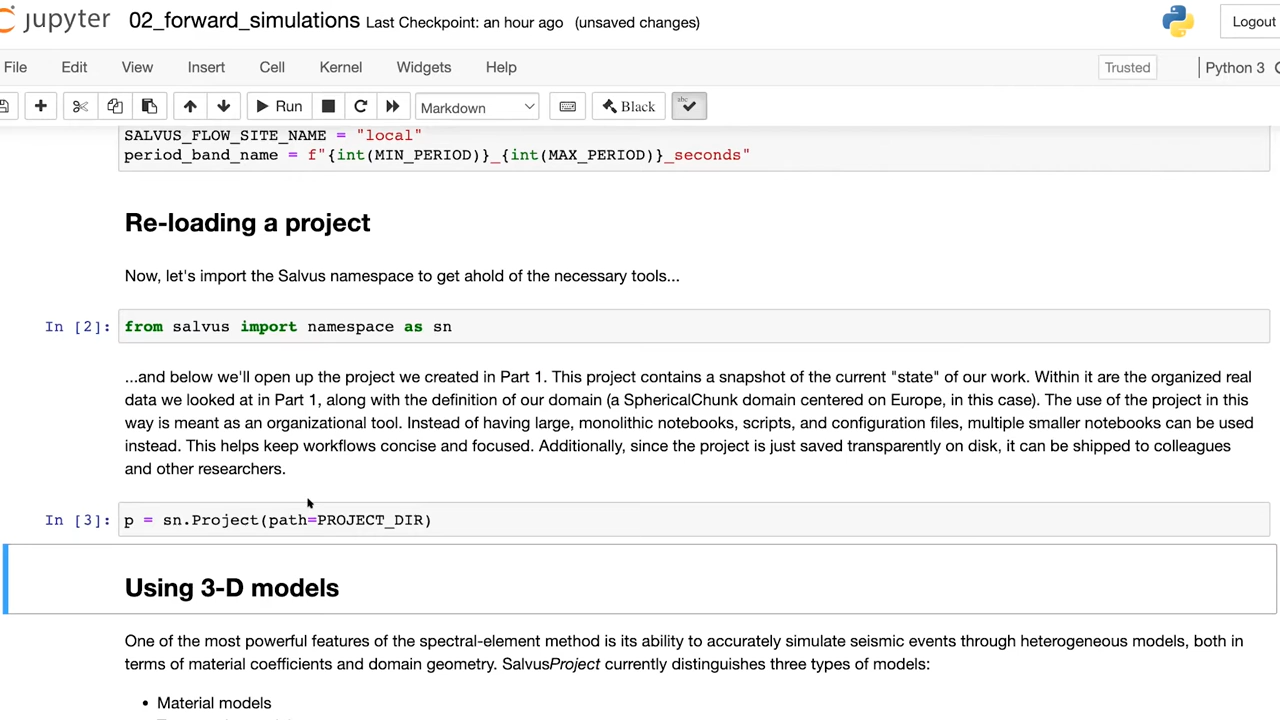 jupyter 02_forward_simulations Last Checkpoint: an hour ago (unsaved changes) Logout
File Edit View Insert Cell Kernel Widgets Help Trusted Python 3
Run Markdown Black abc
SALVUS_FLOW_SITE_NAME = "local"
period_band_name = f"{int(MIN_PERIOD)}_{int(MAX_PERIOD)}_seconds"
Re-loading a project
Now, let's import the Salvus namespace to get ahold of the necessary tools...
In [2]: from salvus import namespace as sn
...and below we'll open up the project we created in Part 1. This project contains a snapshot of the current "state" of our work. Within it are the organized real
data we looked at in Part 1, along with the definition of our domain (a SphericalChunk domain centered on Europe, in this case). The use of the project in this
way is meant as an organizational tool. Instead of having large, monolithic notebooks, scripts, and configuration files, multiple smaller notebooks can be used
instead. This helps keep workflows concise and focused. Additionally, since the project is just saved transparently on disk, it can be shipped to colleagues
and other researchers.
In [3]: p = sn.Project(path=PROJECT_DIR)
Using 3-D models
One of the most powerful features of the spectral-element method is its ability to accurately simulate seismic events through heterogeneous models, both in
terms of material coefficients and domain geometry. SalvusProject currently distinguishes three types of models:
• Material models